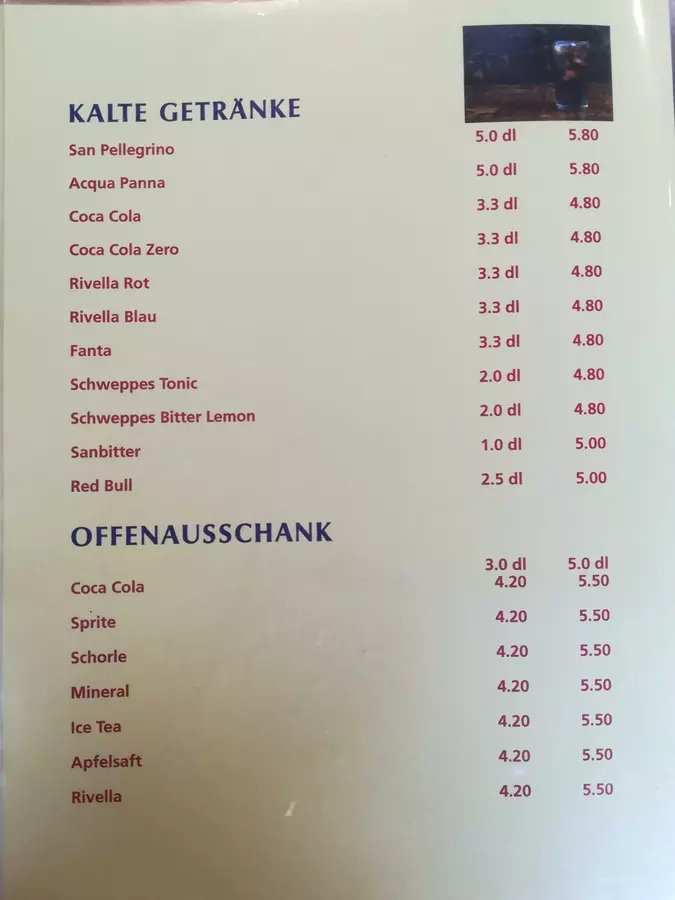 KALTE GETRÄNKE
San Pellegrino 5.0 dl 5.80
Acqua Panna 5.0 dl 5.80
Coca Cola 3.3 dl 4.80
Coca Cola Zero 3.3 dl 4.80
Rivella Rot 3.3 dl 4.80
Rivella Blau 3.3 dl 4.80
Fanta 3.3 dl 4.80
Schweppes Tonic 2.0 dl 4.80
Schweppes Bitter Lemon 2.0 dl 4.80
Sanbitter 1.0 dl 5.00
Red Bull 2.5 dl 5.00
OFFENAUSSCHANK
3.0 dl 5.0 dl
Coca Cola 4.20 5.50
Sprite 4.20 5.50
Schorle 4.20 5.50
Mineral 4.20 5.50
Ice Tea 4.20 5.50
Apfelsaft 4.20 5.50
Rivella 4.20 5.50